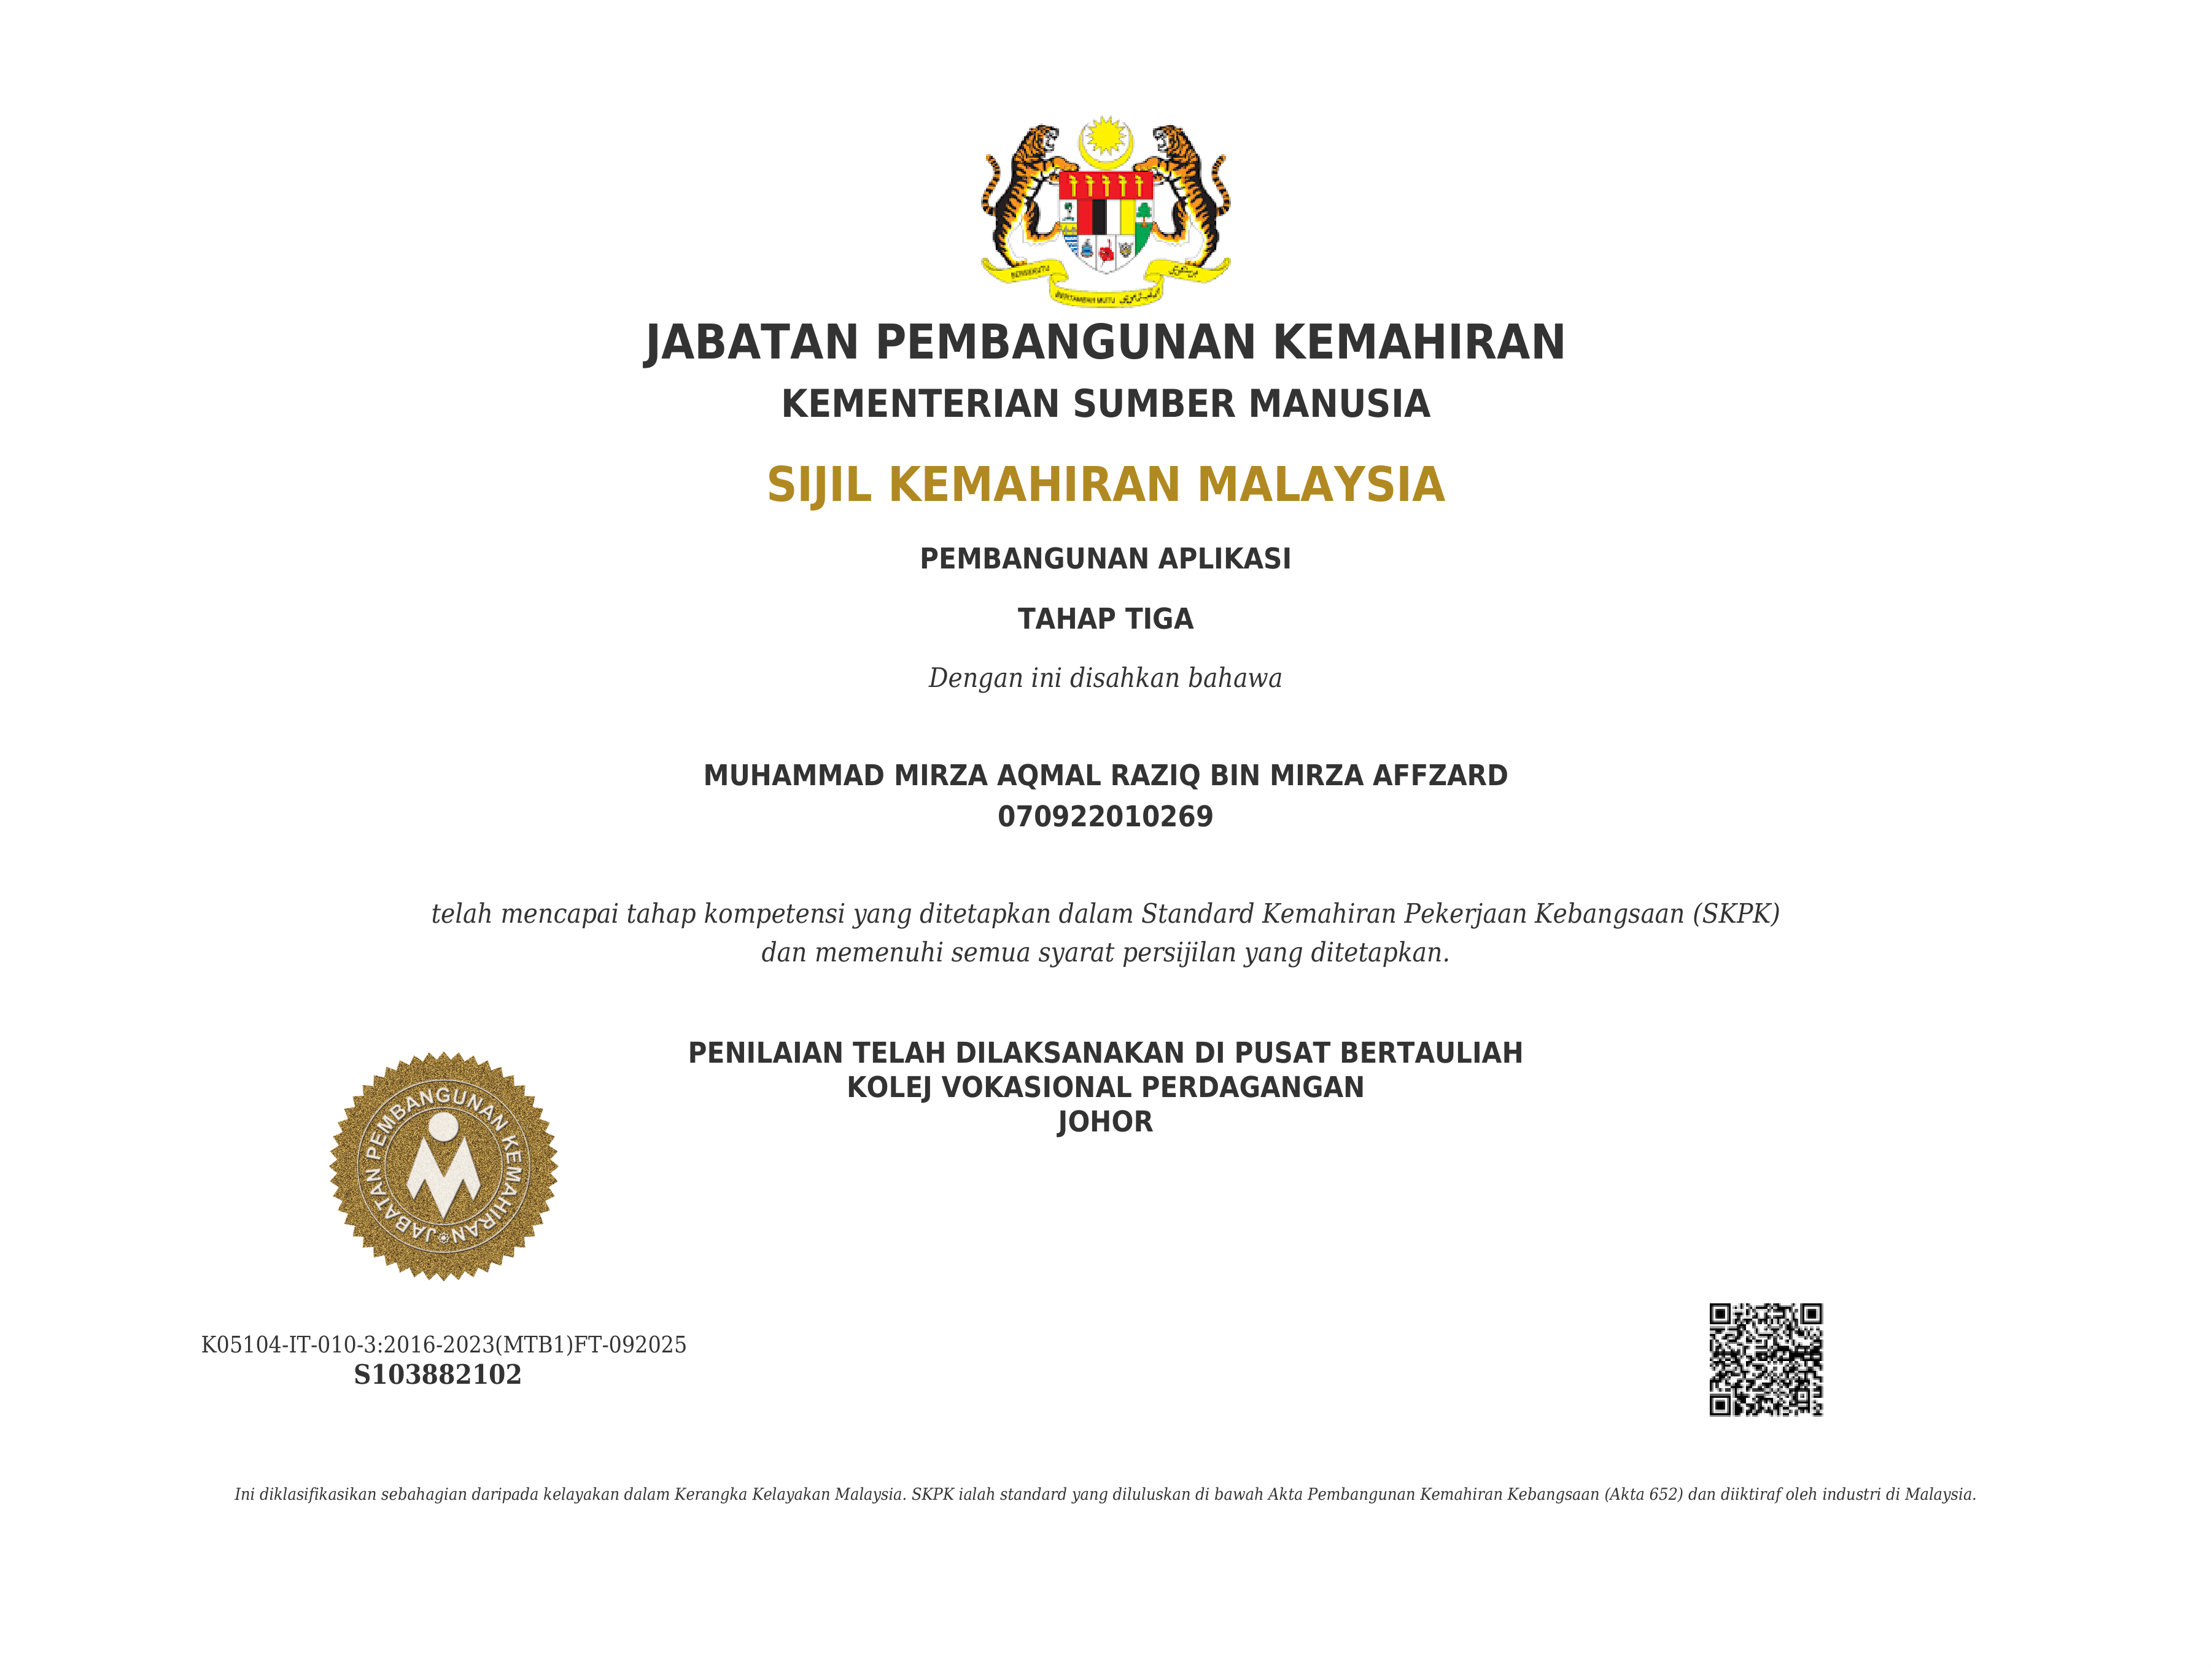 BERSEKUTU
BERTAMBAH MUTU
JABATAN PEMBANGUNAN KEMAHIRAN
KEMENTERIAN SUMBER MANUSIA
SIJIL KEMAHIRAN MALAYSIA
PEMBANGUNAN APLIKASI
TAHAP TIGA
Dengan ini disahkan bahawa
MUHAMMAD MIRZA AQMAL RAZIQ BIN MIRZA AFFZARD
070922010269
telah mencapai tahap kompetensi yang ditetapkan dalam Standard Kemahiran Pekerjaan Kebangsaan (SKPK)
dan memenuhi semua syarat persijilan yang ditetapkan.
PENILAIAN TELAH DILAKSANAKAN DI PUSAT BERTAULIAH
KOLEJ VOKASIONAL PERDAGANGAN
JOHOR
JABATAN PEMBANGUNAN KEMAHIRAN
K05104-IT-010-3:2016-2023(MTB1)FT-092025
S103882102
Ini diklasifikasikan sebahagian daripada kelayakan dalam Kerangka Kelayakan Malaysia. SKPK ialah standard yang diluluskan di bawah Akta Pembangunan Kemahiran Kebangsaan (Akta 652) dan diiktiraf oleh industri di Malaysia.